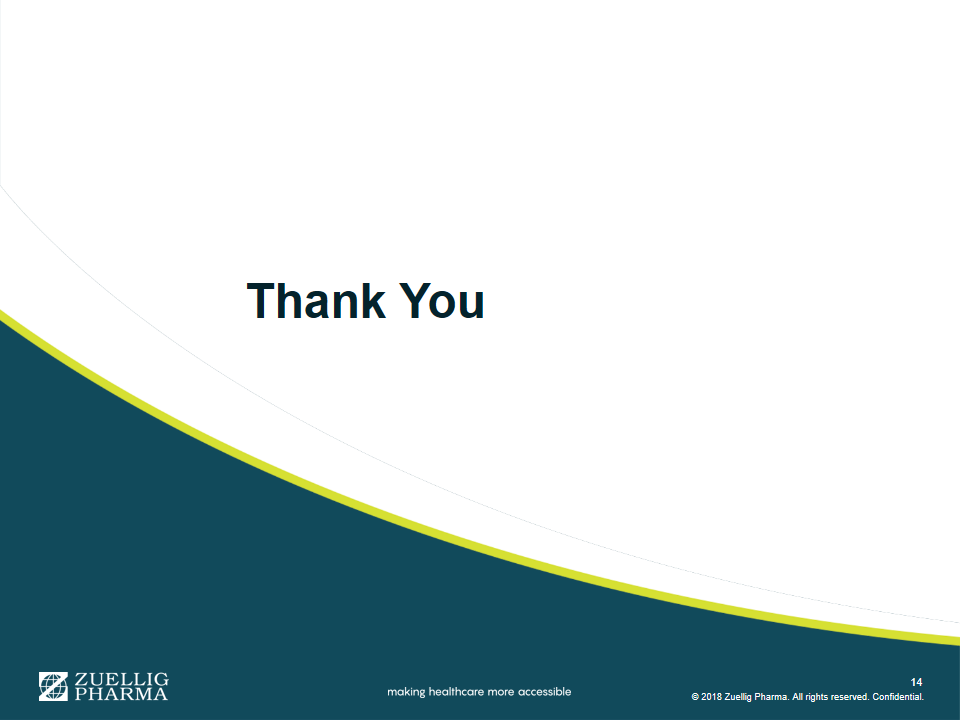 Thank You
ZUELLIG
PHARMA
making healthcare more accessible
14
© 2018 Zuellig Pharma. All rights reserved. Confidential.